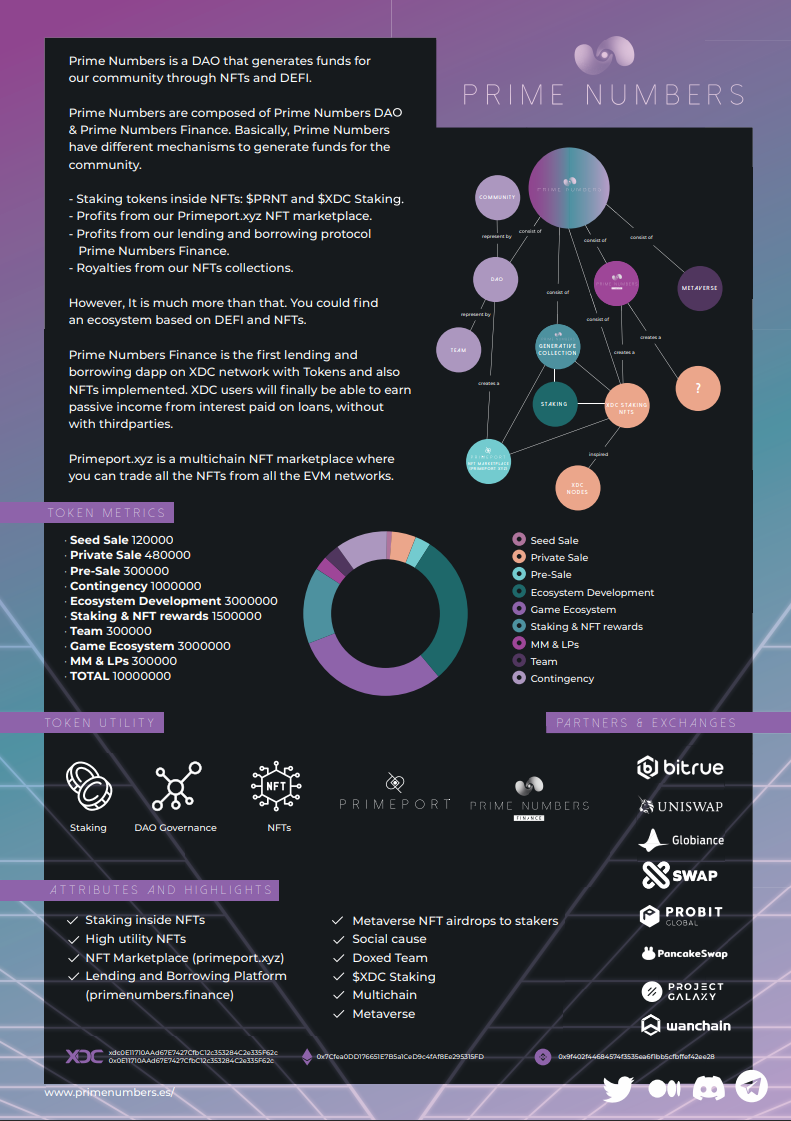 Prime Numbers is a DAO that generates funds for
our community through NFTs and DEFI.
Prime Numbers are composed of Prime Numbers DAO
& Prime Numbers Finance. Basically, Prime Numbers
have different mechanisms to generate funds for the
community.
- Staking tokens inside NFTs: $PRNT and $XDC Staking.
- Profits from our Primeport.xyz NFT marketplace.
- Profits from our lending and borrowing protocol
Prime Numbers Finance.
- Royalties from our NFTs collections.
However, It is much more than that. You could find
an ecosystem based on DEFI and NFTs.
Prime Numbers Finance is the first lending and
borrowing dapp on XDC network with Tokens and also
NFTs implemented. XDC users will finally be able to earn
passive income from interest paid on loans, without
with thirdparties.
Primeport.xyz is a multichain NFT marketplace where
you can trade all the NFTs from all the EVM networks.
PRIME NUMBERS
PRIME NUMBERS
COMMUNITY
represent by
consist of
consist of
consist of
DAO
PRIME NUMBERS
METAVERSE
consist of
represent by
consist of
TEAM
GENERATIVE
COLLECTION
creates a
creates a
creates a
?
STAKING
XDC STAKING
NFTS
PRIMEPORT
NFT MARKETPLACE
PRIMEPORT.XYZ
inspired
XDC
NODES
TOKEN METRICS
· Seed Sale 120000
· Private Sale 480000
· Pre-Sale 300000
· Contingency 1000000
· Ecosystem Development 3000000
· Staking & NFT rewards 1500000
· Team 300000
· Game Ecosystem 3000000
· MM & LPs 300000
· TOTAL 10000000
Seed Sale
Private Sale
Pre-Sale
Ecosystem Development
Game Ecosystem
Staking & NFT rewards
MM & LPs
Team
Contingency
TOKEN UTILITY
Staking
DAO Governance
NFT
NFTs
PRIMEPORT
PRIME NUMBERS
FINANCE
PARTNERS & EXCHANGES
bitrue
UNISWAP
Globiance
SWAP
PROBIT
GLOBAL
PancakeSwap
PROJECT
GALAXY
wanchain
ATTRIBUTES AND HIGHLIGHTS
Staking inside NFTs
High utility NFTs
NFT Marketplace (primeport.xyz)
Lending and Borrowing Platform
(primenumbers.finance)
Metaverse NFT airdrops to stakers
Social cause
Doxed Team
$XDC Staking
Multichain
Metaverse
XDC
xdc0E11710AAd67E7427CfbC12c353284C2e335F62c
0x0E11710AAd67E7427CfbC12c353284C2e335F62c
0x7Cfea0DD176651E7B5a1CeD9c4fAf8Ee295315FD
0x9f402f44684574f3535ea6f1bb5cfbffef42ee28
www.primenumbers.es/